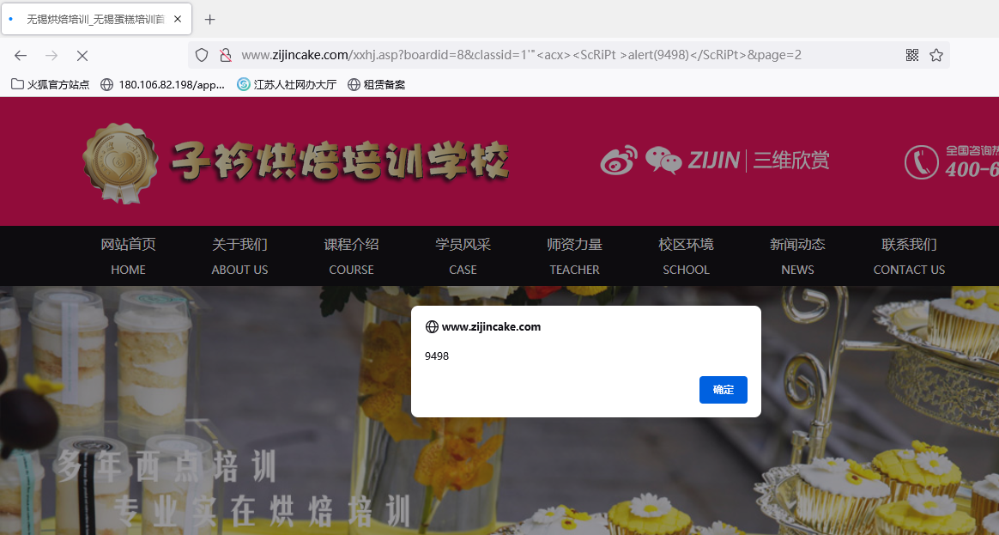 无锡烘焙培训_无锡蛋糕培训首
www.zijincake.com/xxhj.asp?boardid=8&classid=1'"<acx><ScRiPt >alert(9498)</ScRiPt>&page=2
火狐官方站点 180.106.82.198/app... 江苏人社网办大厅 租赁备案
子衿烘焙培训学校
ZIJIN 三维欣赏
全国咨询热
400-6
网站首页 关于我们 课程介绍 学员风采 师资力量 校区环境 新闻动态 联系我们
HOME ABOUT US COURSE CASE TEACHER SCHOOL NEWS CONTACT US
www.zijincake.com
9498
确定
多年西点培训
专业实在烘焙培训